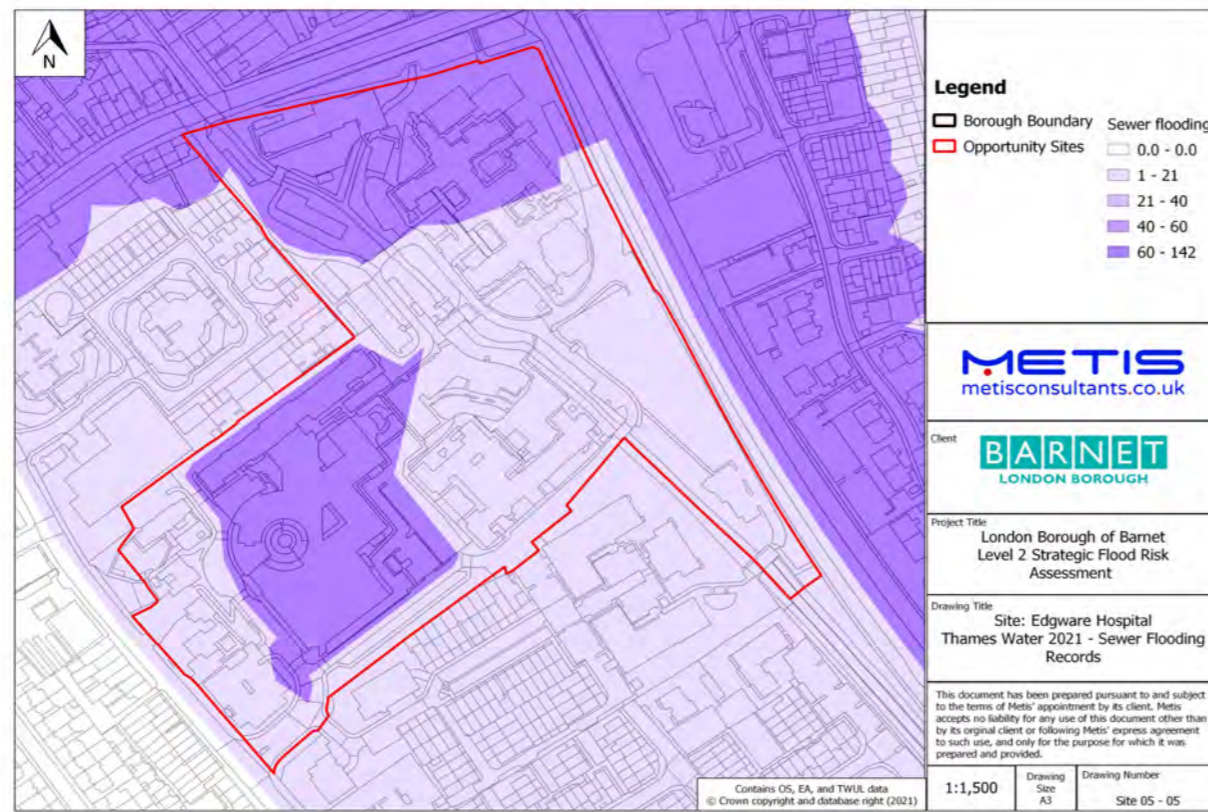 N
Legend
Borough Boundary
Opportunity Sites
Sewer flooding
0.0 - 0.0
1 - 21
21 - 40
40 - 60
60 - 142
METIS
metisconsultants.co.uk
Client
BARNET
LONDON BOROUGH
Project Title
London Borough of Barnet
Level 2 Strategic Flood Risk
Assessment
Drawing Title
Site: Edgware Hospital
Thames Water 2021 - Sewer Flooding
Records
This document has been prepared pursuant to and subject
to the terms of Metis' appointment by its client. Metis
accepts no liability for any use of this document other than
by its orginal client or following Metis' express agreement
to such use, and only for the purpose for which it was
prepared and provided.
1:1,500
Drawing
Size
A3
Drawing Number
Site 05 - 05
Contains OS, EA, and TWUL data
© Crown copyright and database right (2021)